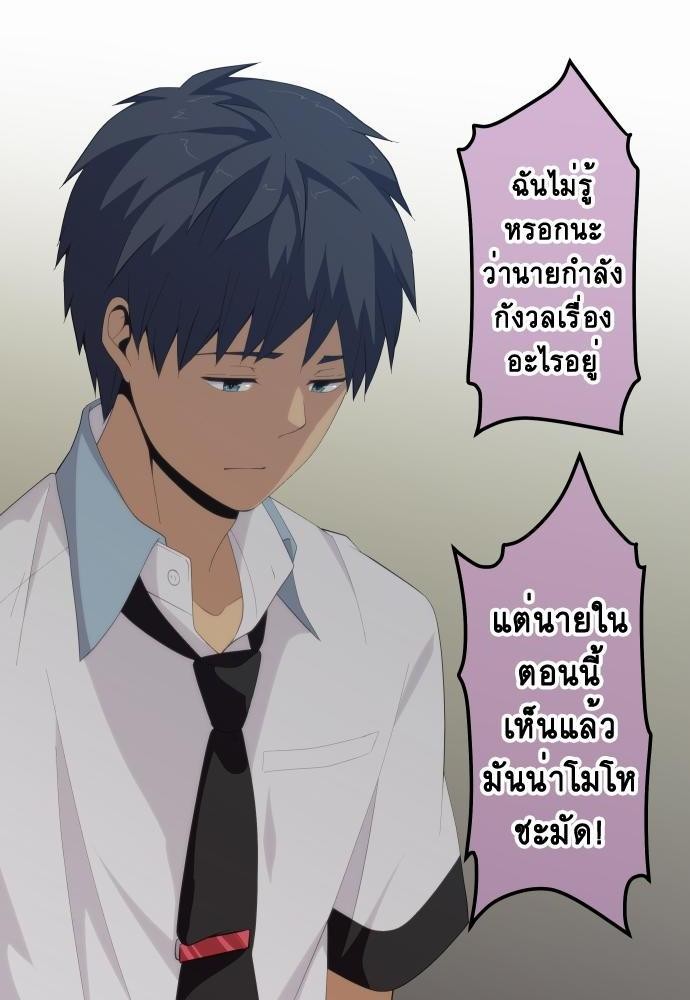 ฉันไม่รู้
หรอกนะ
ว่านายกำลัง
กังวลเรื่อง
อะไรอยู่
แต่นายใน
ตอนนี้
เห็นแล้ว
มันน่าโมโห
ชะมัด!